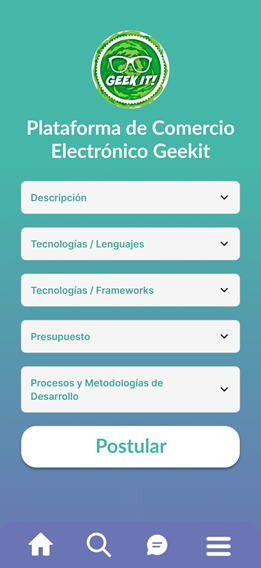 GEEK IT!
Plataforma de Comercio
Electrónico Geekit
Descripción
Tecnologías / Lenguajes
Tecnologías / Frameworks
Presupuesto
Procesos y Metodologías de
Desarrollo
Postular